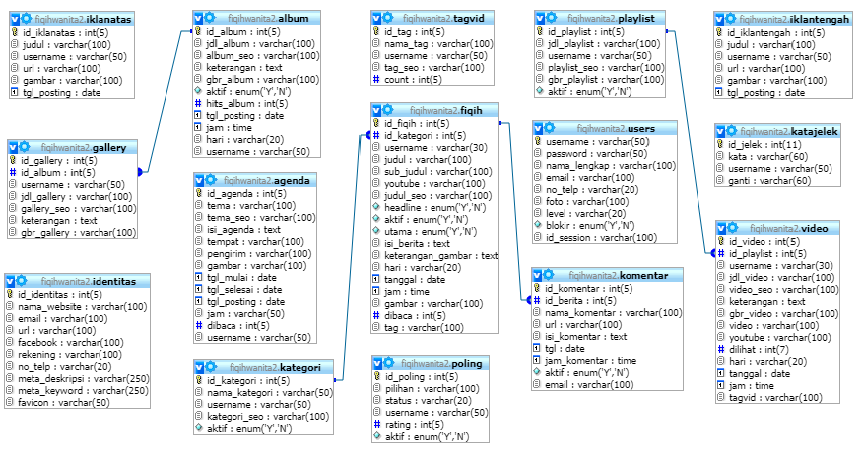 fiqihwanita2.iklanatas
id_iklanatas : int(5)
judul : varchar(100)
username : varchar(50)
url : varchar(100)
gambar : varchar(100)
tgl_posting : date
fiqihwanita2.album
id_album : int(5)
jdl_album : varchar(100)
album_seo : varchar(100)
keterangan : text
gbr_album : varchar(100)
aktif : enum('Y','N')
hits_album : int(5)
tgl_posting : date
jam : time
hari : varchar(20)
username : varchar(50)
fiqihwanita2.tagvid
id_tag : int(5)
nama_tag : varchar(100)
username : varchar(50)
tag_seo : varchar(100)
count : int(5)
fiqihwanita2.playlist
id_playlist : int(5)
jdl_playlist : varchar(100)
username : varchar(50)
playlist_seo : varchar(100)
gbr_playlist : varchar(100)
aktif : enum('Y','N')
fiqihwanita2.iklantengah
id_iklantengah : int(5)
judul : varchar(100)
username : varchar(50)
url : varchar(100)
gambar : varchar(100)
tgl_posting : date
fiqihwanita2.gallery
id_gallery : int(5)
id_album : int(5)
username : varchar(50)
jdl_gallery : varchar(100)
gallery_seo : varchar(100)
keterangan : text
gbr_gallery : varchar(100)
fiqihwanita2.agenda
id_agenda : int(5)
tema : varchar(100)
tema_seo : varchar(100)
isi_agenda : text
tempat : varchar(100)
pengirim : varchar(100)
gambar : varchar(100)
tgl_mulai : date
tgl_selesai : date
tgl_posting : date
jam : varchar(50)
dibaca : int(5)
username : varchar(50)
fiqihwanita2.fiqih
id_fiqih : int(5)
id_kategori : int(5)
username : varchar(30)
judul : varchar(100)
sub_judul : varchar(100)
youtube : varchar(100)
judul_seo : varchar(100)
headline : enum('Y','N')
aktif : enum('Y','N')
utama : enum('Y','N')
isi_berita : text
keterangan_gambar : text
hari : varchar(20)
tanggal : date
jam : time
gambar : varchar(100)
dibaca : int(5)
tag : varchar(100)
fiqihwanita2.users
username : varchar(50)
password : varchar(50)
nama_lengkap : varchar(100)
email : varchar(100)
no_telp : varchar(20)
foto : varchar(100)
level : varchar(20)
blokir : enum('Y','N')
id_session : varchar(100)
fiqihwanita2.katajelek
id_jelek : int(11)
kata : varchar(60)
username : varchar(50)
ganti : varchar(60)
fiqihwanita2.video
id_video : int(5)
id_playlist : int(5)
username : varchar(30)
jdl_video : varchar(100)
video_seo : varchar(100)
keterangan : text
gbr_video : varchar(100)
video : varchar(100)
youtube : varchar(100)
dilihat : int(7)
hari : varchar(20)
tanggal : date
jam : time
tagvid : varchar(100)
fiqihwanita2.identitas
id_identitas : int(5)
nama_website : varchar(100)
email : varchar(100)
url : varchar(100)
facebook : varchar(100)
rekening : varchar(100)
no_telp : varchar(20)
meta_deskripsi : varchar(250)
meta_keyword : varchar(250)
favicon : varchar(50)
fiqihwanita2.kategori
id_kategori : int(5)
nama_kategori : varchar(50)
username : varchar(50)
kategori_seo : varchar(100)
aktif : enum('Y','N')
fiqihwanita2.poling
id_poling : int(5)
pilihan : varchar(100)
status : varchar(20)
username : varchar(50)
rating : int(5)
aktif : enum('Y','N')
fiqihwanita2.komentar
id_komentar : int(5)
id_berita : int(5)
nama_komentar : varchar(100)
url : varchar(100)
isi_komentar : text
tgl : date
jam_komentar : time
aktif : enum('Y','N')
email : varchar(100)